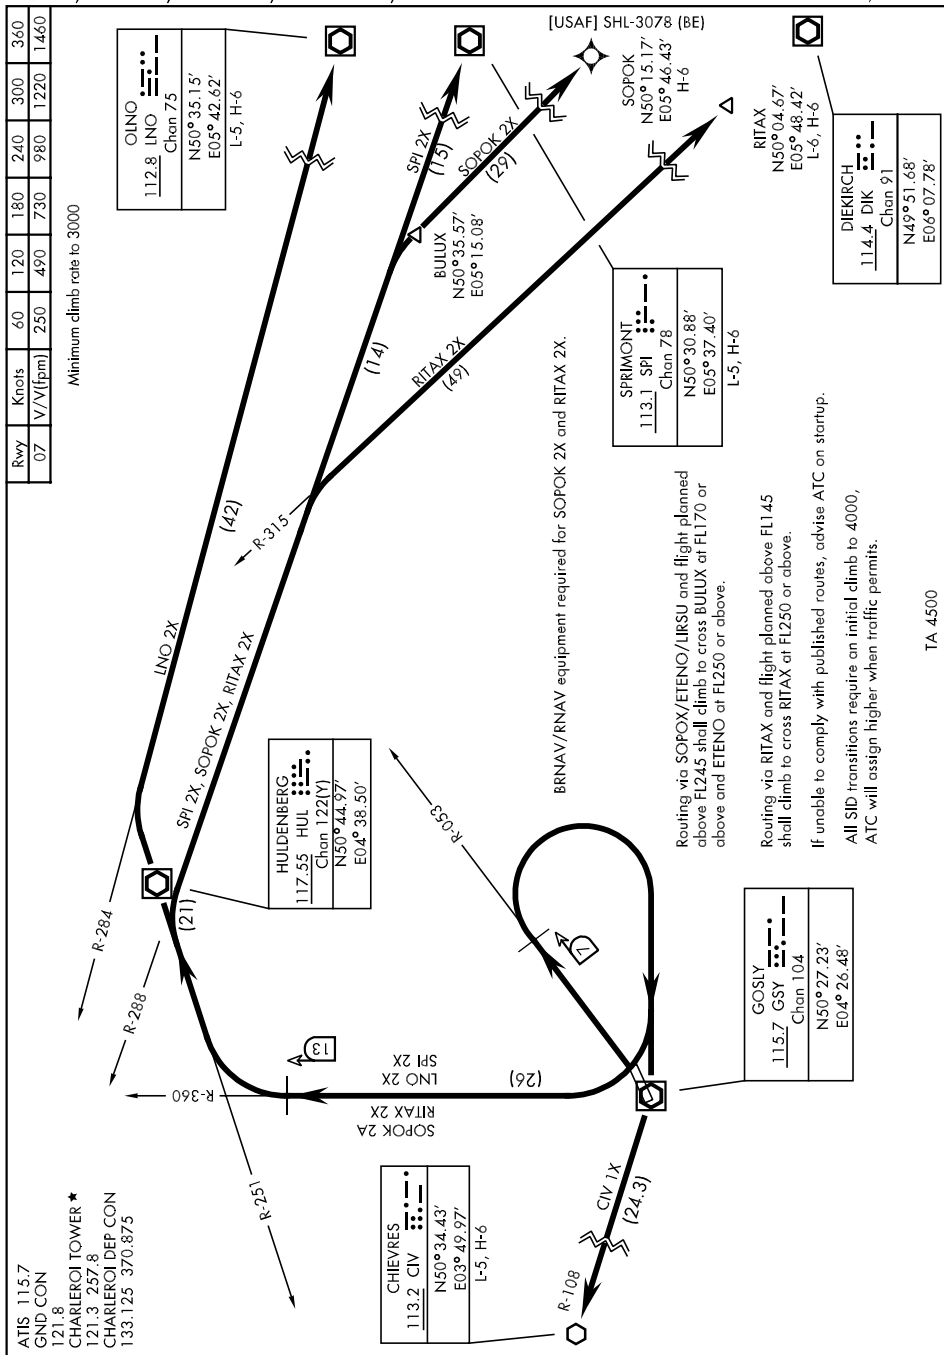 ATIS 115.7
GND CON
121.8
CHARLEROI TOWER ★
121.3 257.8
CHARLEROI DEP CON
133.125 370.875
Rwy Knots 60 120 180 240 300 360
07 V/V(fpm) 250 490 730 980 1220 1460
Minimum climb rate to 3000
OLNO
112.8 LNO
Chan 75
N50°35.15'
E05°42.62'
L-5, H-6
[USAF] SHL-3078 (BE)
SOPOK
N50°15.17'
E05°46.43'
H-6
RITAX
N50°04.67'
E05°48.42'
L-6, H-6
DIEKIRCH
114.4 DIK
Chan 91
N49°51.68'
E06°07.78'
SPI 2X
(15)
SOPOK 2X
(29)
BULUX
N50°35.57'
E05°15.08'
SPRIMONT
113.1 SPI
Chan 78
N50°30.88'
E05°37.40'
L-5, H-6
(14)
RITAX 2X
(49)
R-315
LNO 2X
(42)
SPI 2X, SOPOK 2X, RITAX 2X
HULDENBERG
117.55 HUL
Chan 122(Y)
N50°44.97'
E04°38.50'
(21)
R-284
R-288
R-360
R-251
R-053
13
7
SOPOK 2A
RITAX 2X
LNO 2X
SPI 2X
(26)
CHIEVRES
113.2 CIV
N50°34.43'
E03°49.97'
L-5, H-6
R-108
CIV 1X
(24.3)
GOSLY
115.7 GSY
Chan 104
N50°27.23'
E04°26.48'
BRNAV/RNAV equipment required for SOPOK 2X and RITAX 2X.
Routing via SOPOX/ETENO/LIRSU and flight planned
above FL245 shall climb to cross BULUX at FL170 or
above and ETENO at FL250 or above.
Routing via RITAX and flight planned above FL145
shall climb to cross RITAX at FL250 or above.
If unable to comply with published routes, advise ATC on startup.
All SID transitions require an initial climb to 4000,
ATC will assign higher when traffic permits.
TA 4500